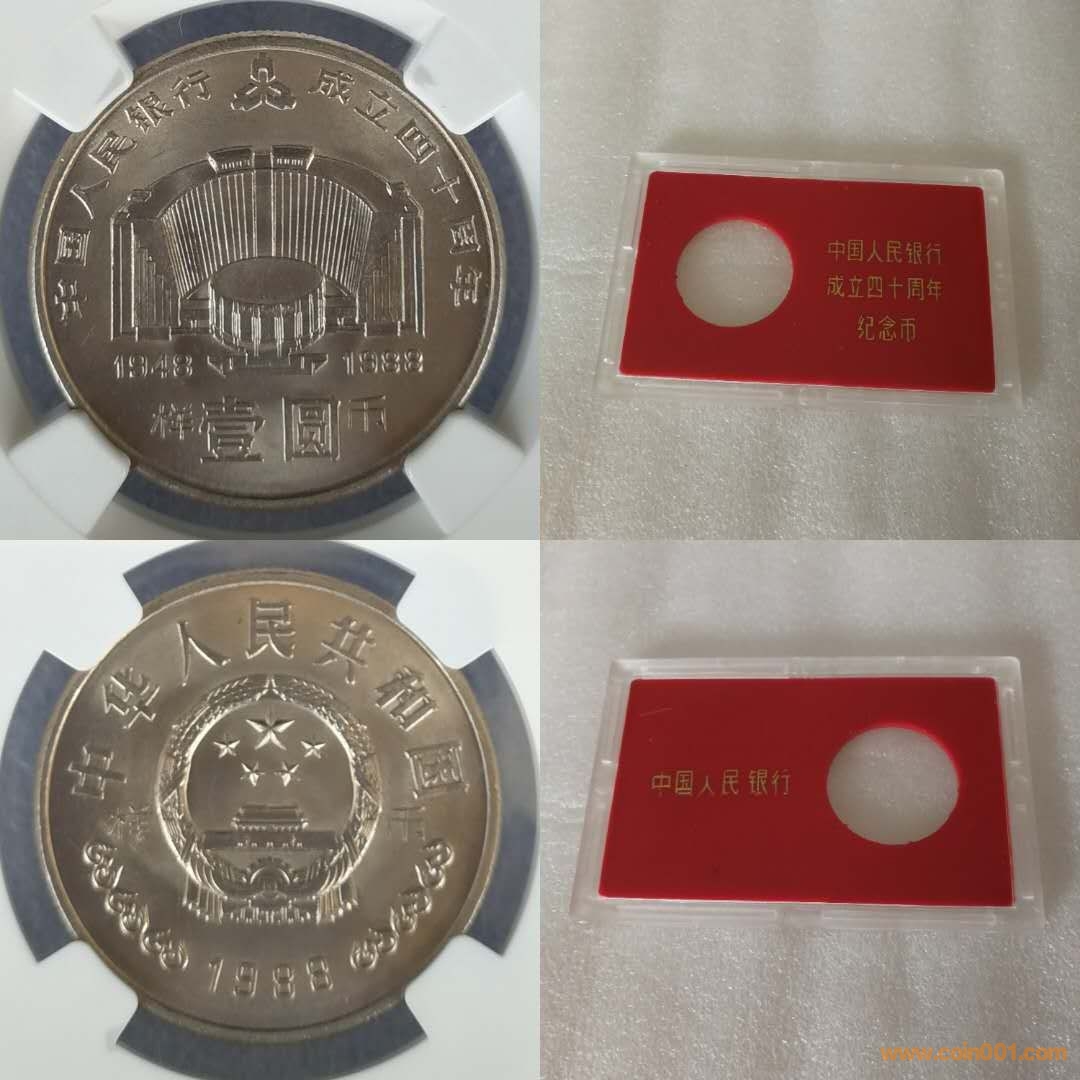 中国人民银行 成立四十周年
1948 1988
样 壹 圆 币
中国人民银行
成立四十周年
纪念币
中华人民共和国
样 币
1988
中国人民银行
www.coin001.com